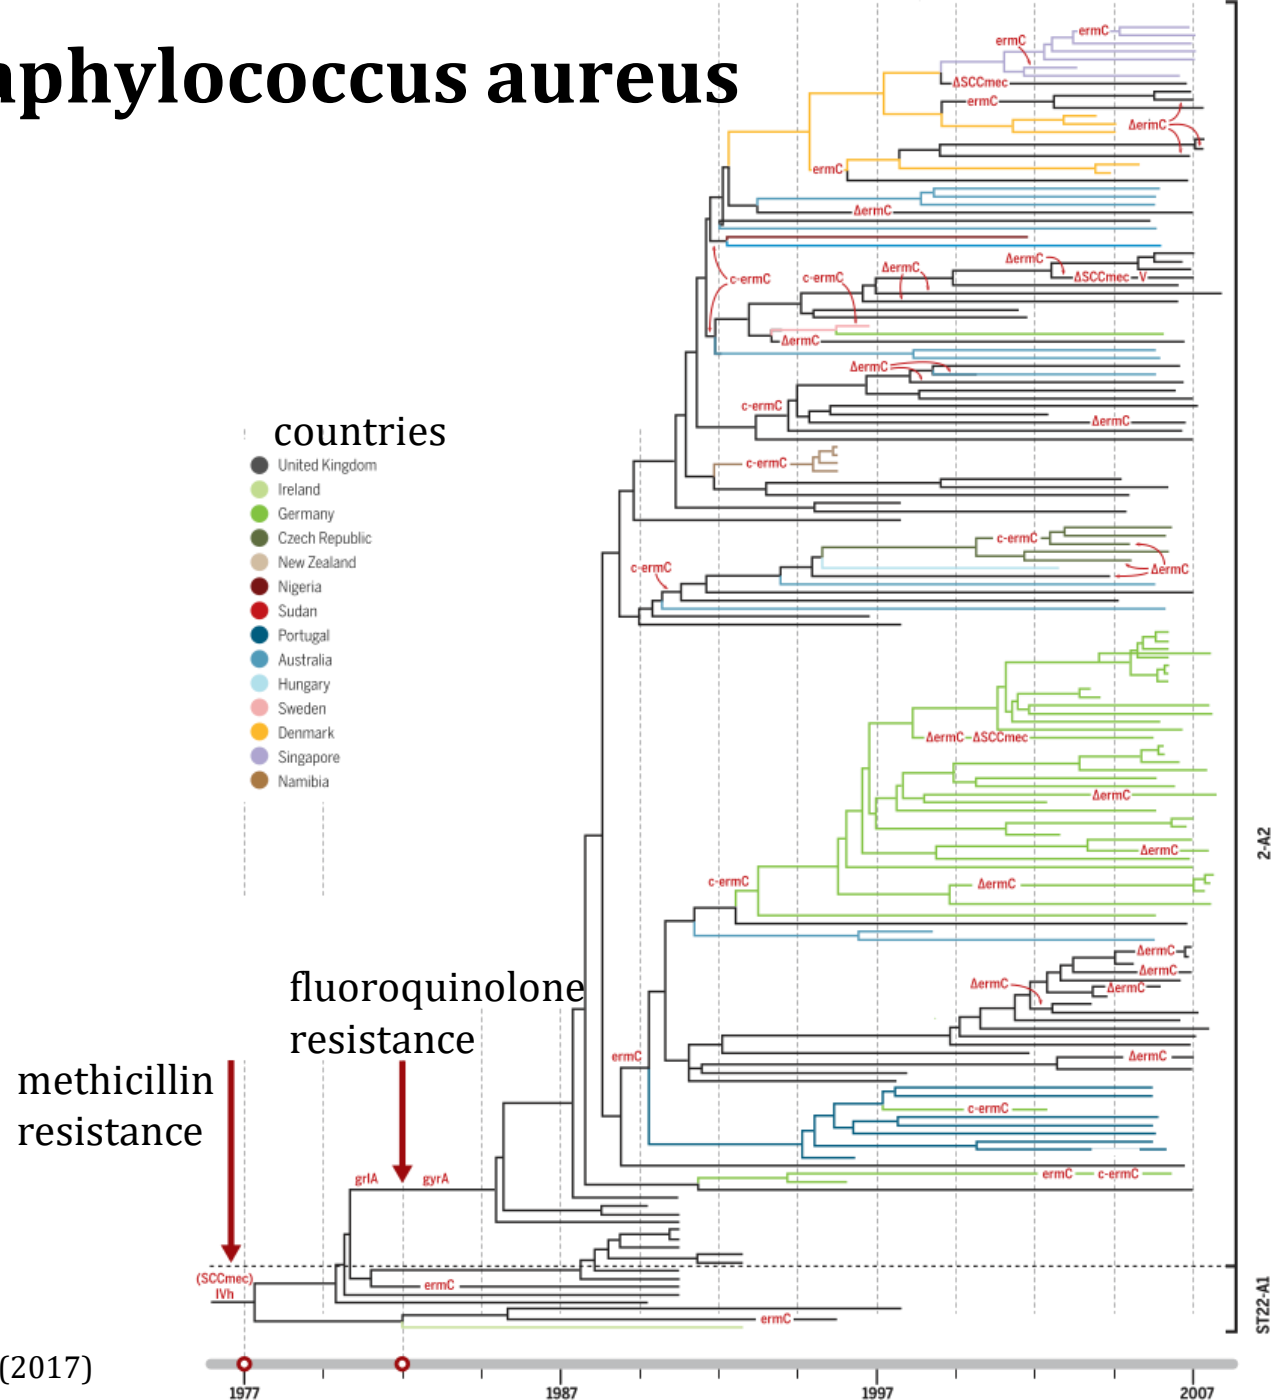 aphylococcus aureus
ermC
ermC
ΔSCCmec
ermC
ΔermC
ermC
ΔermC
ΔermC
c-ermC
c-ermC
ΔermC
ΔSCCmec-V
ΔermC
ΔermC
c-ermC
ΔermC
c-ermC
countries
United Kingdom
Ireland
Germany
Czech Republic
New Zealand
Nigeria
Sudan
Portugal
Australia
Hungary
Sweden
Denmark
Singapore
Namibia
c-ermC
c-ermC
ΔermC
ΔermC-ΔSCCmec
ΔermC
ΔermC
c-ermC
ΔermC
2-A2
ΔermC
ΔermC
ΔermC
ΔermC
fluoroquinolone
resistance
ermC
ΔermC
methicillin
resistance
c-ermC
grlA
gyrA
ermC
c-ermC
(SCCmec)
IVh
ermC
ermC
ST22-A1
(2017)
1977
1987
1997
2007